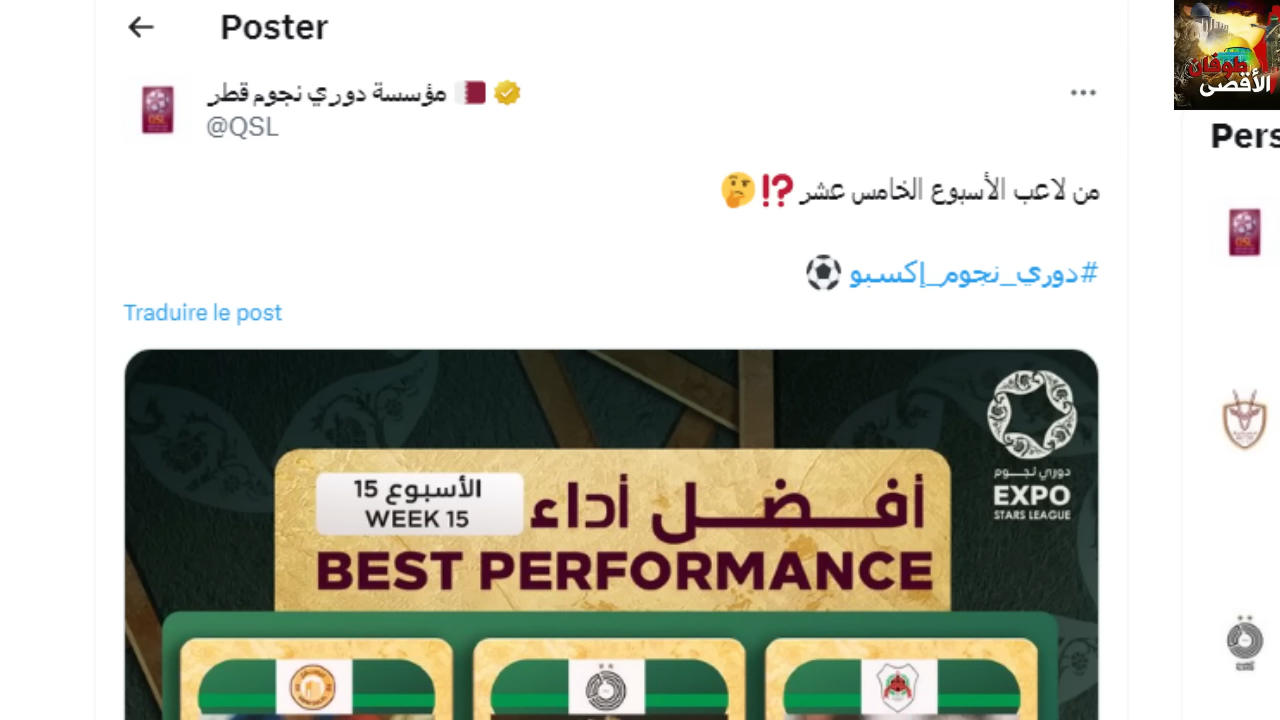 Poster
مؤسسة دوري نجوم قطر
@QSL
من لاعب الأسبوع الخامس عشر ⁉️🤔
#دوري_نجوم_إكسبو ⚽
Traduire le post
دوري نجوم
EXPO
STARS LEAGUE
أفضل أداء
الأسبوع 15
WEEK 15
BEST PERFORMANCE
طوفان
الأقصى
Pers
QSL